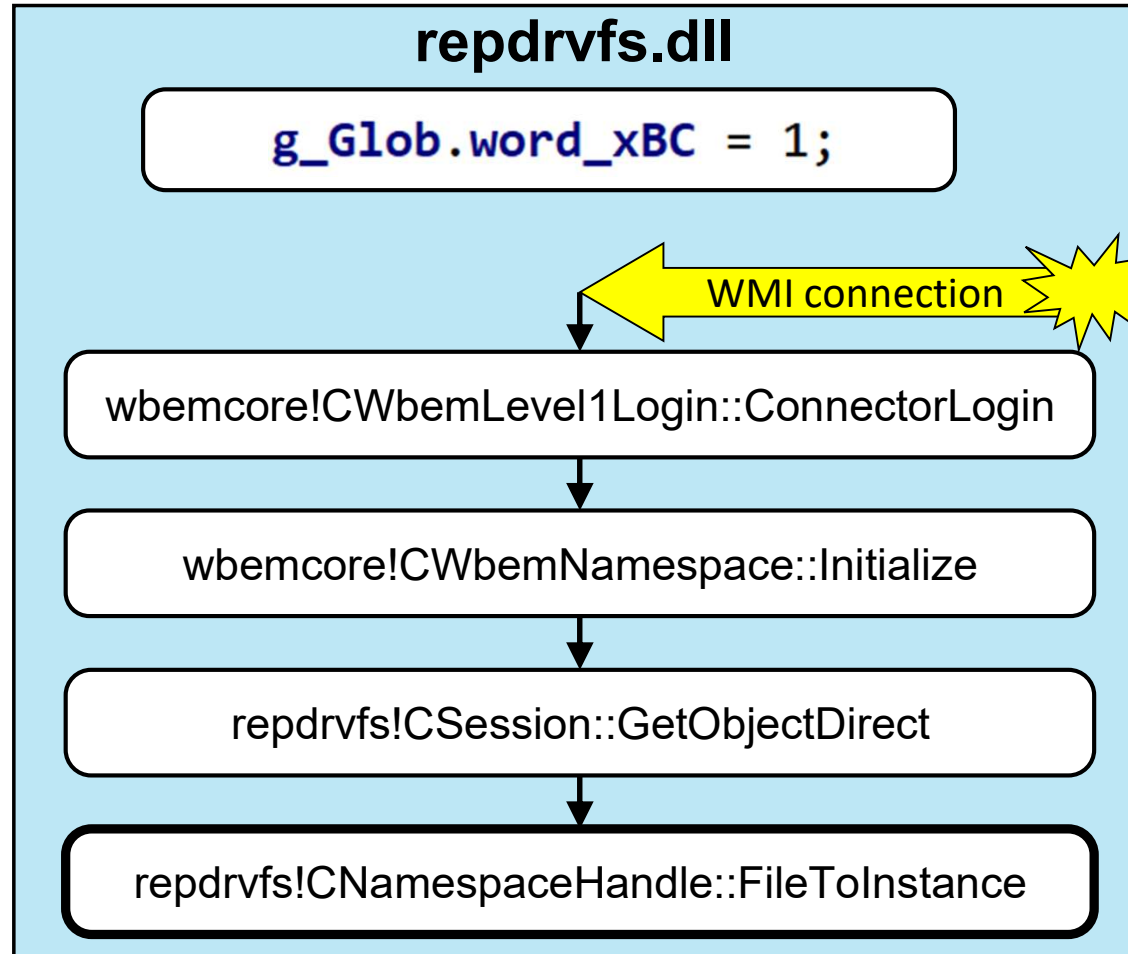 repdrvfs.dll
g_Glob.word_xBC = 1;
WMI connection
wbemcore!CWbemLevel1Login::ConnectorLogin
wbemcore!CWbemNamespace::Initialize
repdrvfs!CSession::GetObjectDirect
repdrvfs!CNamespaceHandle::FileToInstance